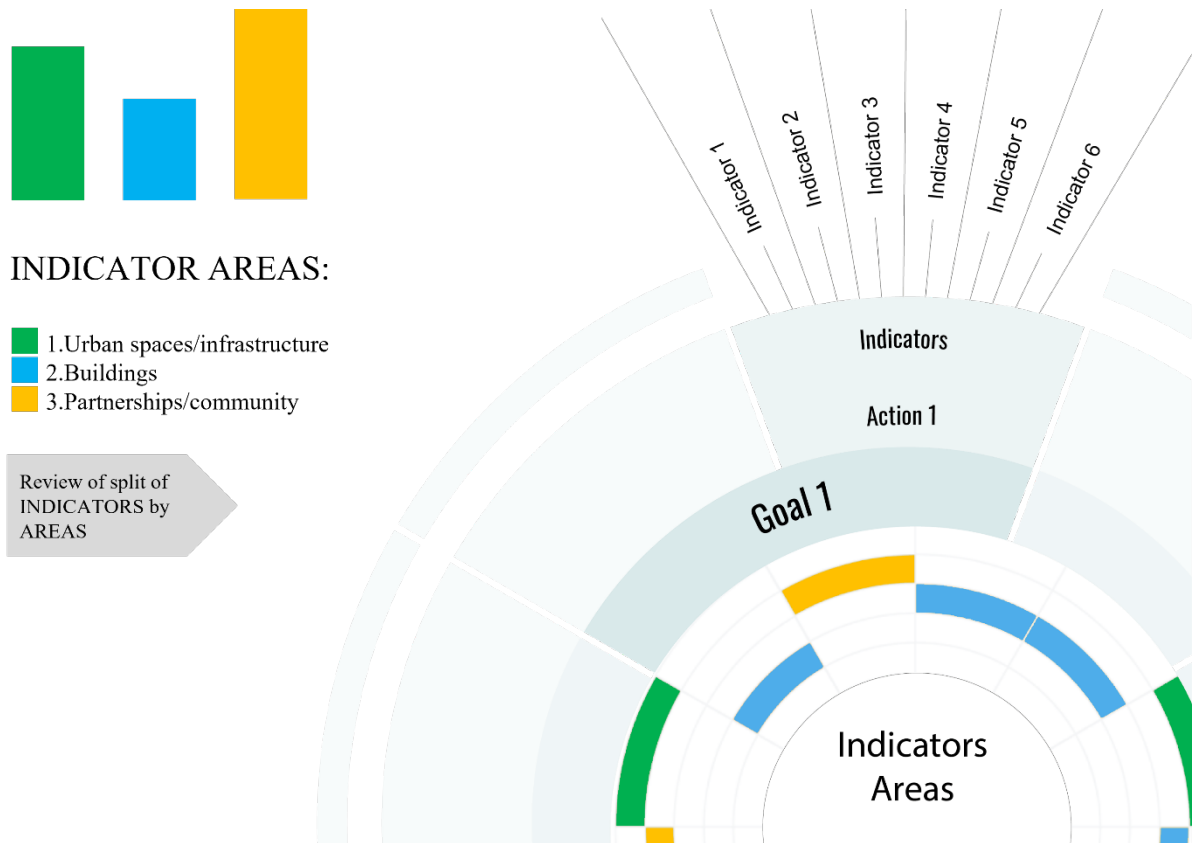 INDICATOR AREAS:
1.Urban spaces/infrastructure
2.Buildings
3.Partnerships/community
Review of split of
INDICATORS by
AREAS
Indicator 1
Indicator 2
Indicator 3
Indicator 4
Indicator 5
Indicator 6
Indicators
Action 1
Goal 1
Indicators
Areas